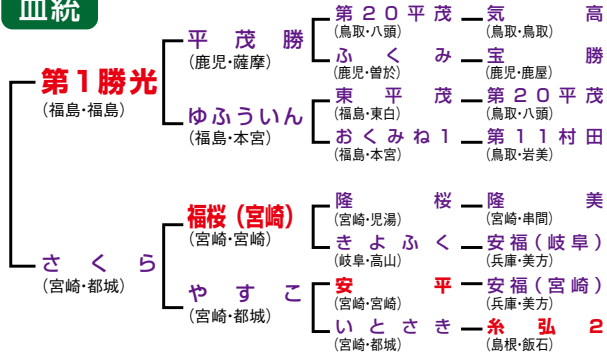 血統
第1勝光
(福島・福島)
平茂勝
(鹿児・薩摩)
第20平茂
(鳥取・八頭)
気高
(鳥取・鳥取)
ふくみ
(鹿児・曽於)
宝勝
(鹿児・鹿屋)
ゆふういん
(福島・本宮)
東平茂
(福島・東白)
第20平茂
(鳥取・八頭)
おくみね1
(福島・本宮)
第11村田
(鳥取・岩美)
さくら
(宮崎・都城)
福桜(宮崎)
(宮崎・宮崎)
隆桜
(宮崎・児湯)
隆美
(宮崎・串間)
きよふく
(岐阜・高山)
安福(岐阜)
(兵庫・美方)
やすこ
(宮崎・都城)
安平
(宮崎・宮崎)
安福(宮崎)
(兵庫・美方)
いとさき
(宮崎・都城)
糸弘2
(島根・飯石)